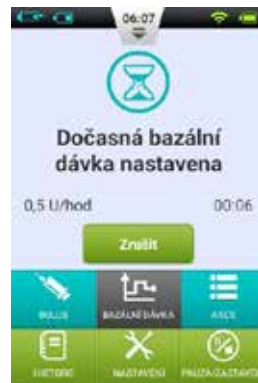 06:07
Dočasná bazální
dávka nastavena
0,5 U/hod 00:06
Zrušit
BOLUS BAZÁLNÍ DÁVKA AKCE
HISTORIE NASTAVENÍ PAUZA/ZASTAVIT